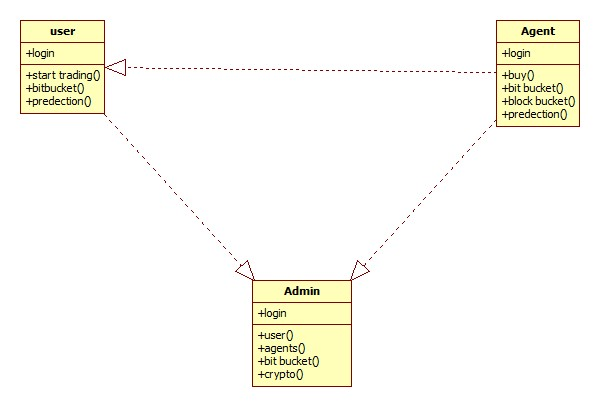 user
+login
+start trading()
+bitbucket()
+predection()
Agent
+login
+buy()
+bit bucket()
+block bucket()
+predection()
Admin
+login
+user()
+agents()
+bit bucket()
+crypto()